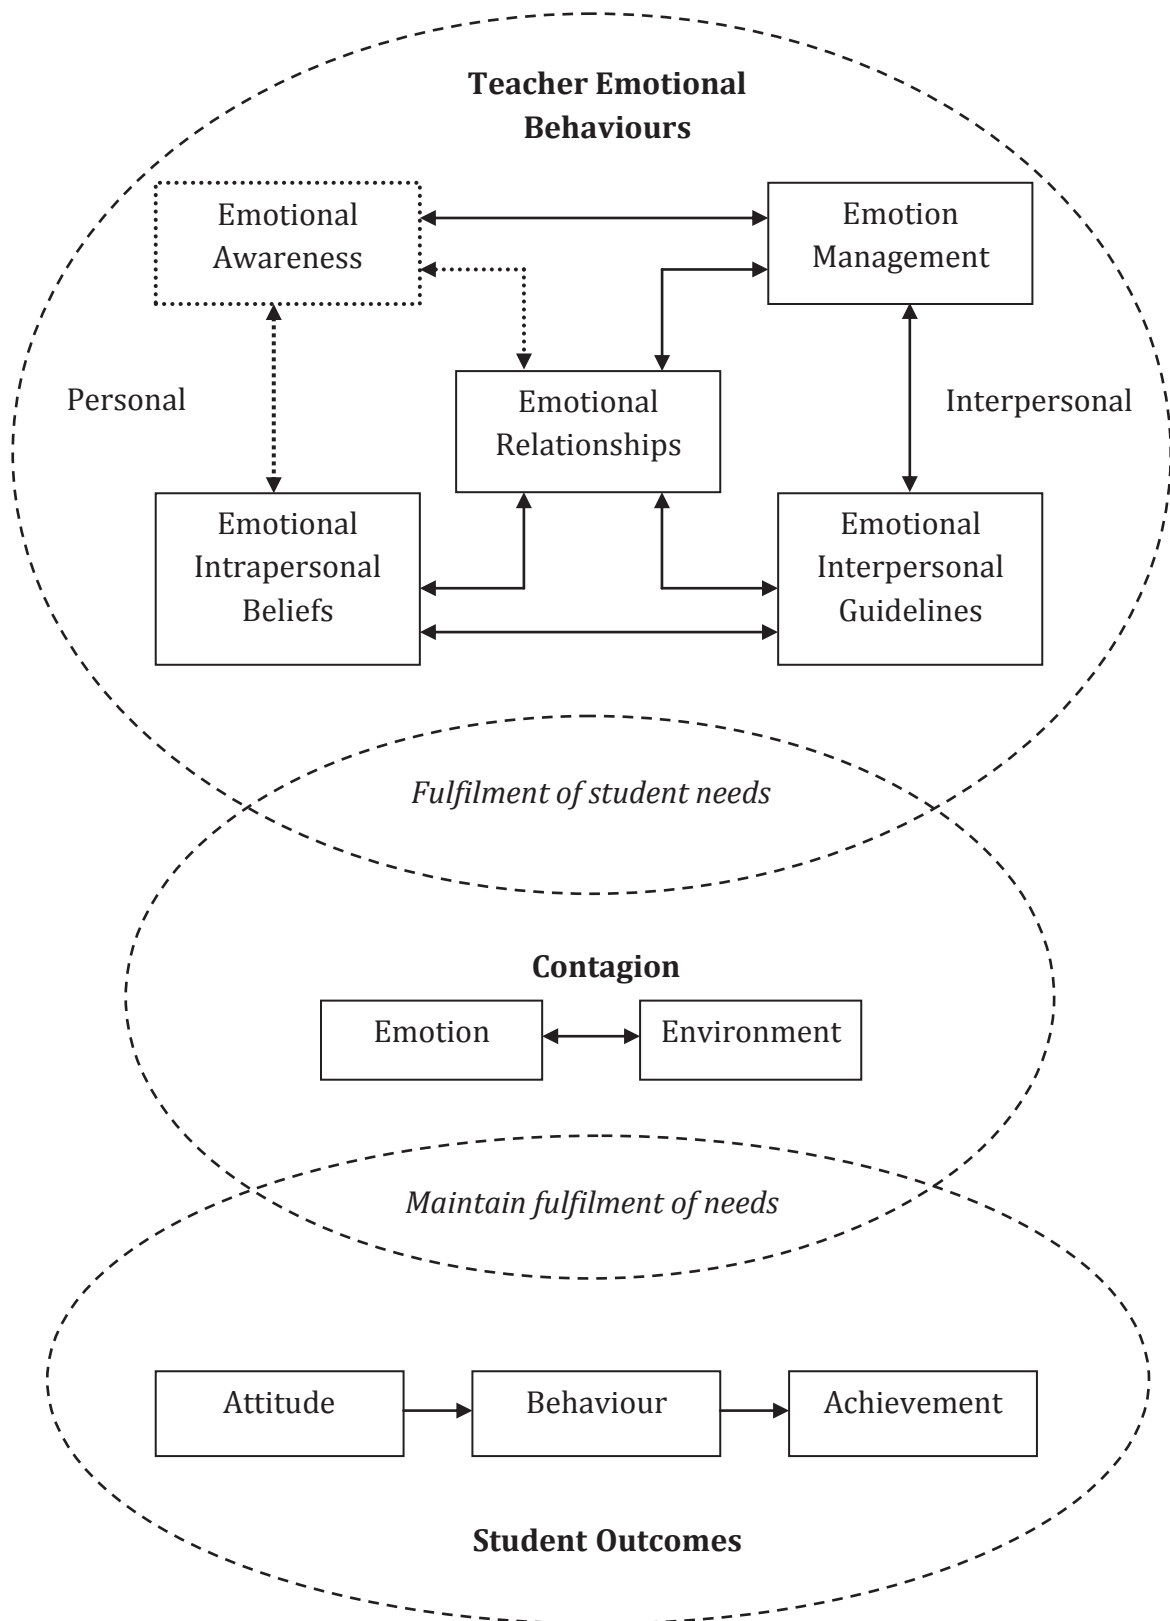 Teacher Emotional
Behaviours
Emotional
Awareness
Emotion
Management
Personal
Emotional
Relationships
Interpersonal
Emotional
Intrapersonal
Beliefs
Emotional
Interpersonal
Guidelines
Fulfilment of student needs
Contagion
Emotion
Environment
Maintain fulfilment of needs
Attitude
Behaviour
Achievement
Student Outcomes